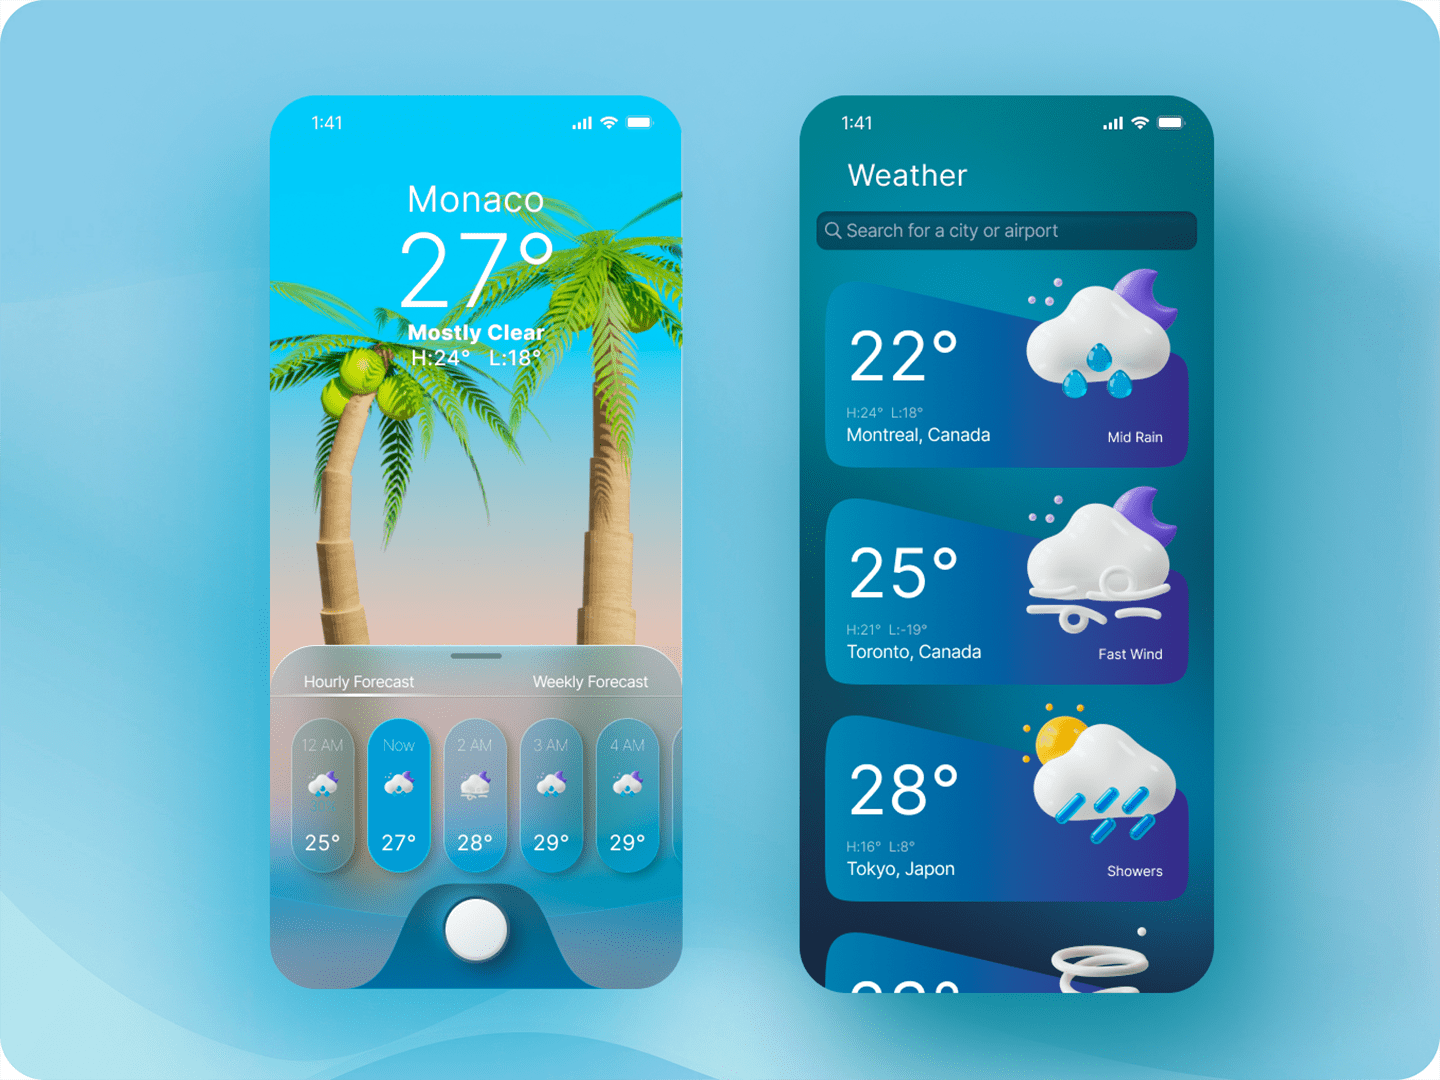 1:41
Monaco
27°
Mostly Clear
H:24° L:18°
Hourly Forecast
Weekly Forecast
12 AM
Now
2 AM
3 AM
4 AM
25°
27°
28°
29°
29°
1:41
Weather
Search for a city or airport
22°
H:24° L:18°
Montreal, Canada
Mid Rain
25°
H:21° L:-19°
Toronto, Canada
Fast Wind
28°
H:16° L:8°
Tokyo, Japon
Showers